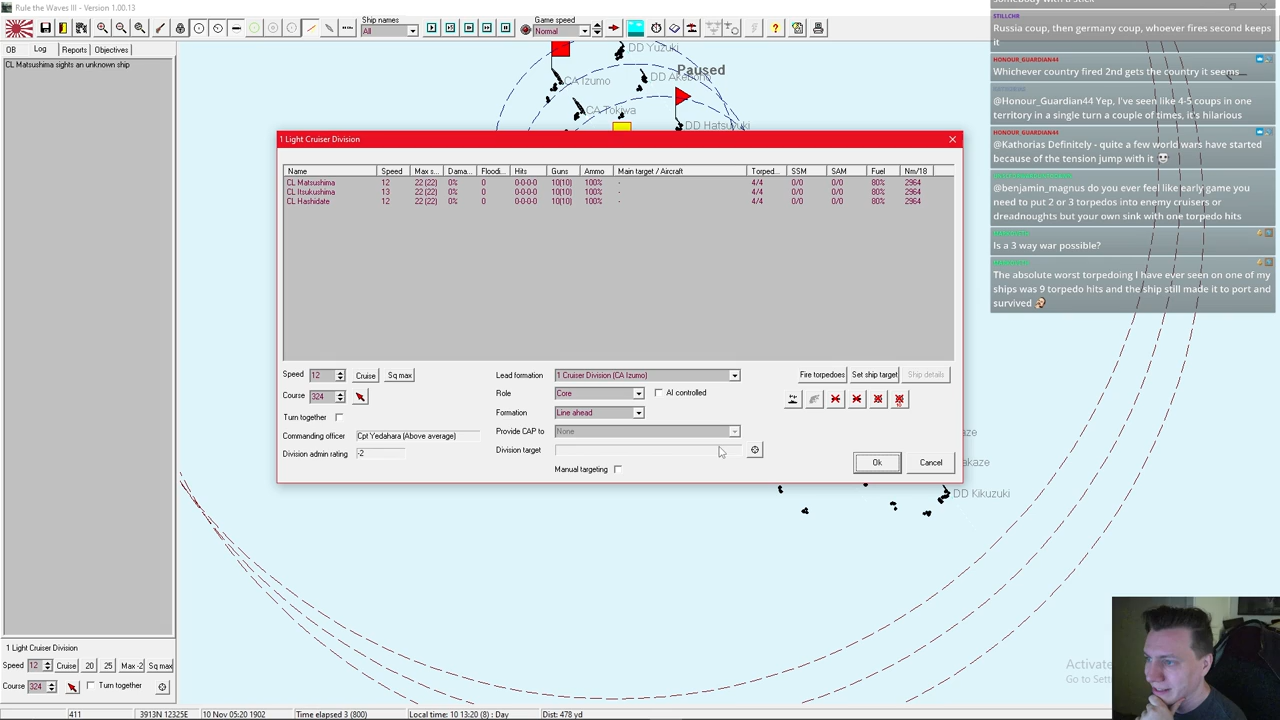 Rule the Waves III - Version 1.00.13
Ship names
All
Game speed
Normal
OB
Log
Reports
Objectives
CL Matsushima sights an unknown ship
DD Yuzuki
CA Izumo
DD Akebono
Paused
CA Tokiwa
DD Hatsuzuki
1 Light Cruiser Division
Name Speed Max s... Dama... Floodi... Hits Guns Ammo Main target / Aircraft Torped... SSM SAM Fuel Nm/18
CL Matsushima 12 22 (22) 0% 0 0-0-0-0 10(10) 100% - 4/4 0/0 0/0 80% 2964
CL Itsukushima 13 22 (22) 0% 0 0-0-0-0 10(10) 100% - 4/4 0/0 0/0 80% 2964
CL Hashidate 12 22 (22) 0% 0 0-0-0-0 10(10) 100% - 4/4 0/0 0/0 80% 2964
Speed 12 Cruise Sq max
Course 324
Turn together
Commanding officer Cpt Yedahara (Above average)
Division admin rating -2
Lead formation 1 Cruiser Division (CA Izumo)
Role Core AI controlled
Formation Line ahead
Provide CAP to None
Division target
Manual targeting
Fire torpedoes Set ship target Ship details
Ok Cancel
DD Kikuzuki
somebody with a stick
STILLCHR
Russia coup, then germany coup, whoever fires second keeps
it
HONOUR_GUARDIAN44
Whichever country fired 2nd gets the country it seems
@Honour_Guardian44 Yep, I've seen like 4-5 coups in one
territory in a single turn a couple of times, it's hilarious
HONOUR_GUARDIAN44
@Kathorias Definitely - quite a few world wars have started
because of the tension jump with it
@benjamin_magnus do you ever feel like early game you
need to put 2 or 3 torpedos into enemy cruisers or
dreadnoughts but your own sink with one torpedo hits
Is a 3 way war possible?
The absolute worst torpedoing I have ever seen on one of my
ships was 9 torpedo hits and the ship still made it to port and
survived
1 Light Cruiser Division
Speed 12 Cruise 20 25 Max -2 Sq max
Course 324 Turn together
411 3913N 12325E 10 Nov 05:20 1902 Time elapsed 3 (800) Local time: 10 13:20 (8) : Day Dist: 478 yd